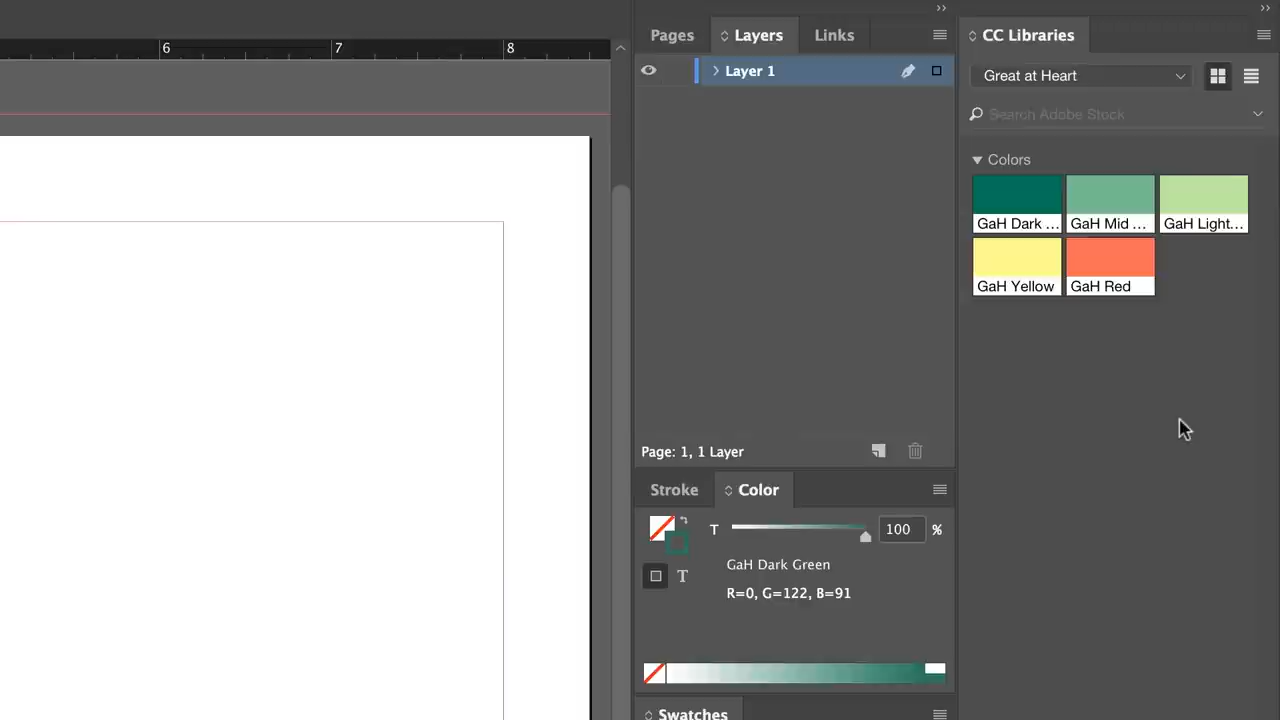 6 7 8
Pages Layers Links
Layer 1
Page: 1, 1 Layer
Stroke Color
T 100 %
GaH Dark Green
T
R=0, G=122, B=91
Swatches
CC Libraries
Great at Heart
Search Adobe Stock
Colors
GaH Dark ... GaH Mid ... GaH Light...
GaH Yellow GaH Red